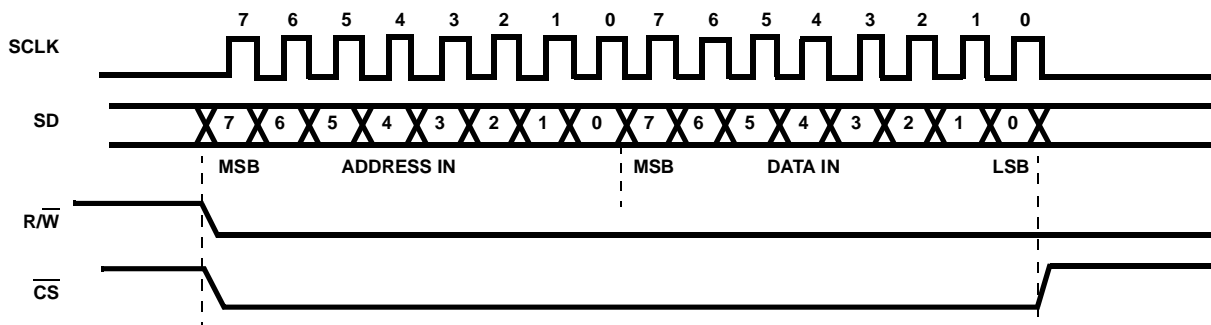 7 6 5 4 3 2 1 0 7 6 5 4 3 2 1 0
SCLK
SD 7 6 5 4 3 2 1 0 7 6 5 4 3 2 1 0
MSB ADDRESS IN MSB DATA IN LSB
R/W̅
C̅S̅